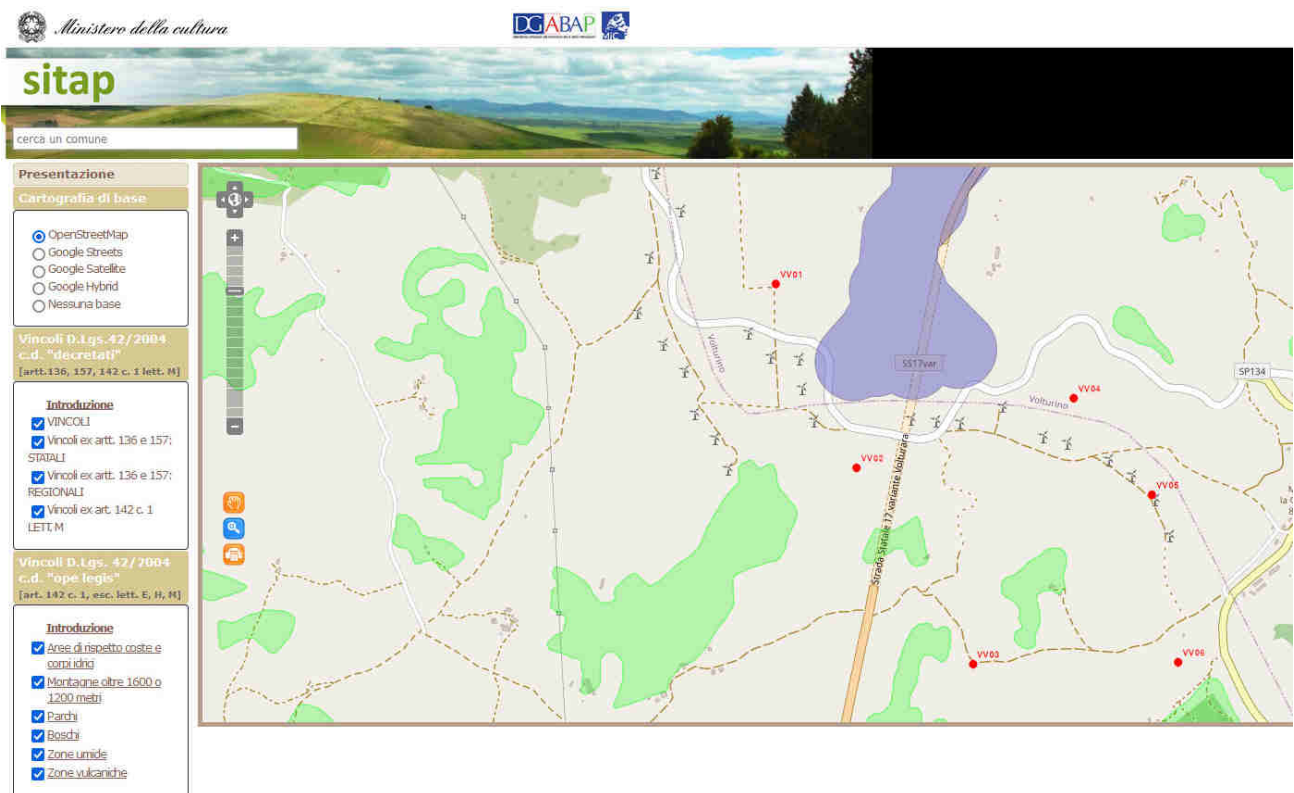 Ministero della cultura
DGABAP
MiC
sitap
cerca un comune
Presentazione
Cartografia di base
OpenStreetMap
Google Streets
Google Satellite
Google Hybrid
Nessuna base
Vincoli D.Lgs.42/2004
c.d. "decretati"
[artt.136, 157, 142 c. 1 lett. M]
Introduzione
VINCOLI
Vincoli ex artt. 136 e 157:
STATALI
Vincoli ex artt. 136 e 157:
REGIONALI
Vincoli ex art. 142 c. 1
LETT. M
Vincoli D.Lgs. 42/2004
c.d. "ope legis"
[art. 142 c. 1, esc. lett. E, H, M]
Introduzione
Aree di rispetto coste e
corpi idrici
Montagne oltre 1600 o
1200 metri
Parchi
Boschi
Zone umide
Zone vulcaniche
VV01
Volturino
SS17var
SP134
VV04
Volturino
VV02
Strada Statale 17 variante Volturara
VV05
VV03
VV06